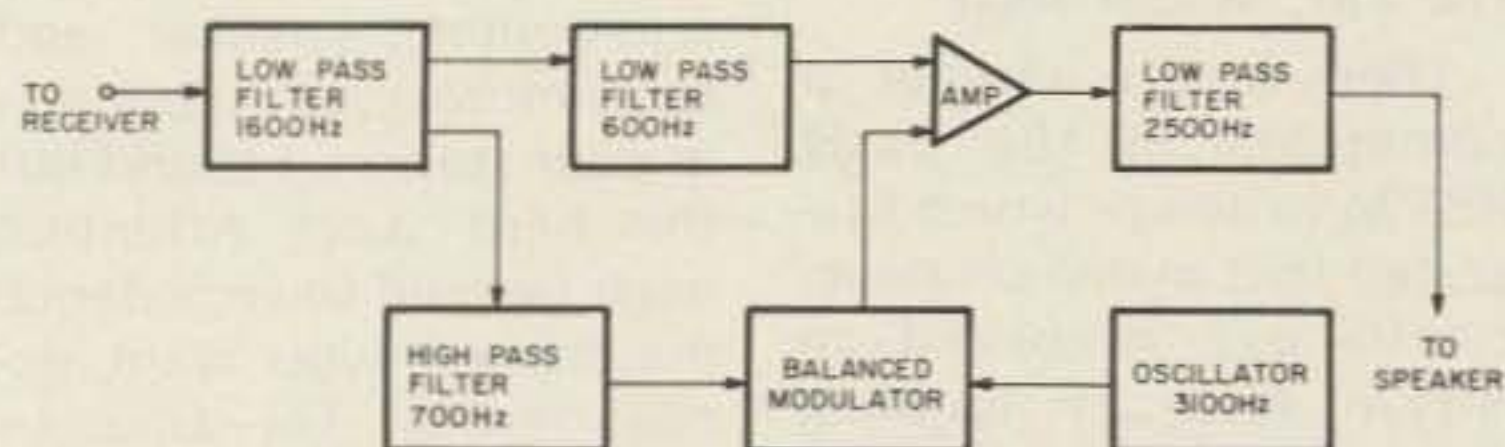 TO
RECEIVER
LOW PASS
FILTER
1600Hz
LOW PASS
FILTER
600Hz
AMP
LOW PASS
FILTER
2500Hz
HIGH PASS
FILTER
700Hz
BALANCED
MODULATOR
OSCILLATOR
3100Hz
TO
SPEAKER